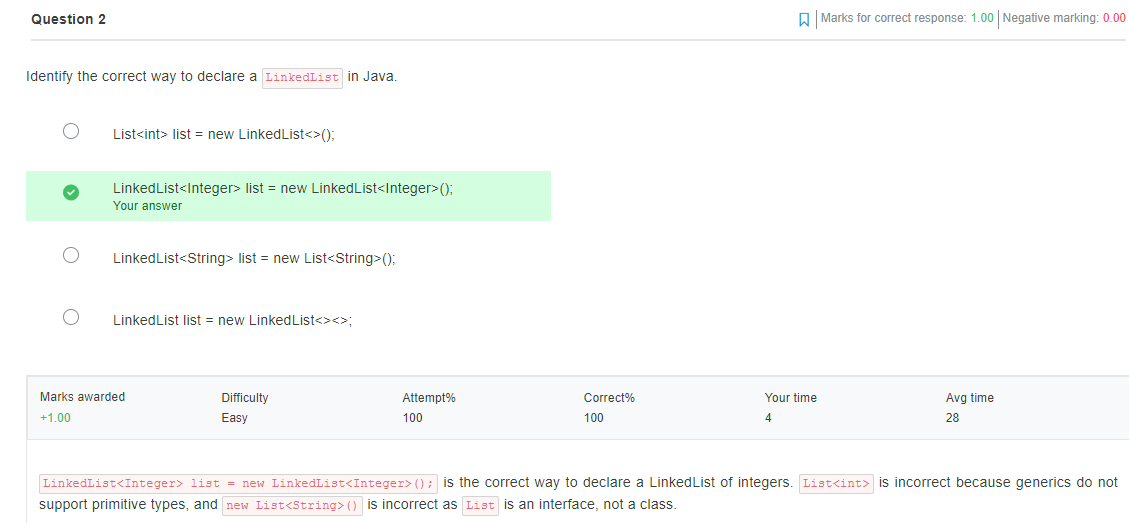 Question 2
Marks for correct response: 1.00 Negative marking: 0.00
Identify the correct way to declare a LinkedList in Java.
List<int> list = new LinkedList<>();
LinkedList<Integer> list = new LinkedList<Integer>();
Your answer
LinkedList<String> list = new List<String>();
LinkedList list = new LinkedList<><>;
Marks awarded Difficulty Attempt% Correct% Your time Avg time
+1.00 Easy 100 100 4 28
LinkedList<Integer> list = new LinkedList<Integer>(); is the correct way to declare a LinkedList of integers. List<int> is incorrect because generics do not
support primitive types, and new List<String>() is incorrect as List is an interface, not a class.